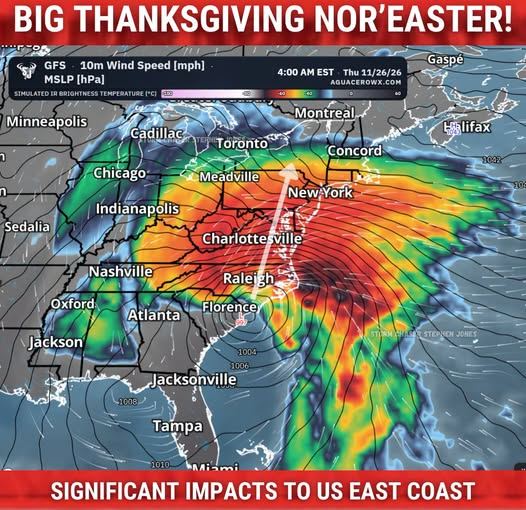 BIG THANKSGIVING NOR'EASTER!
GFS · 10m Wind Speed [mph] ·
MSLP [hPa]
4:00 AM EST · Thu 11/26/26
AGUACEROWX.COM
SIMULATED IR BRIGHTNESS TEMPERATURE (°C)
Gaspé
Minneapolis
Montreal
Halifax
Cadillac
Toronto
Concord
1042
Chicago
Meadville
New York
Indianapolis
Sedalia
Charlottesville
Nashville
Raleigh
Oxford
Florence
Atlanta
STORM CHASER STEPHEN JONES
Jackson
1004
1006
Jacksonville
1008
Tampa
1010
Miami
SIGNIFICANT IMPACTS TO US EAST COAST